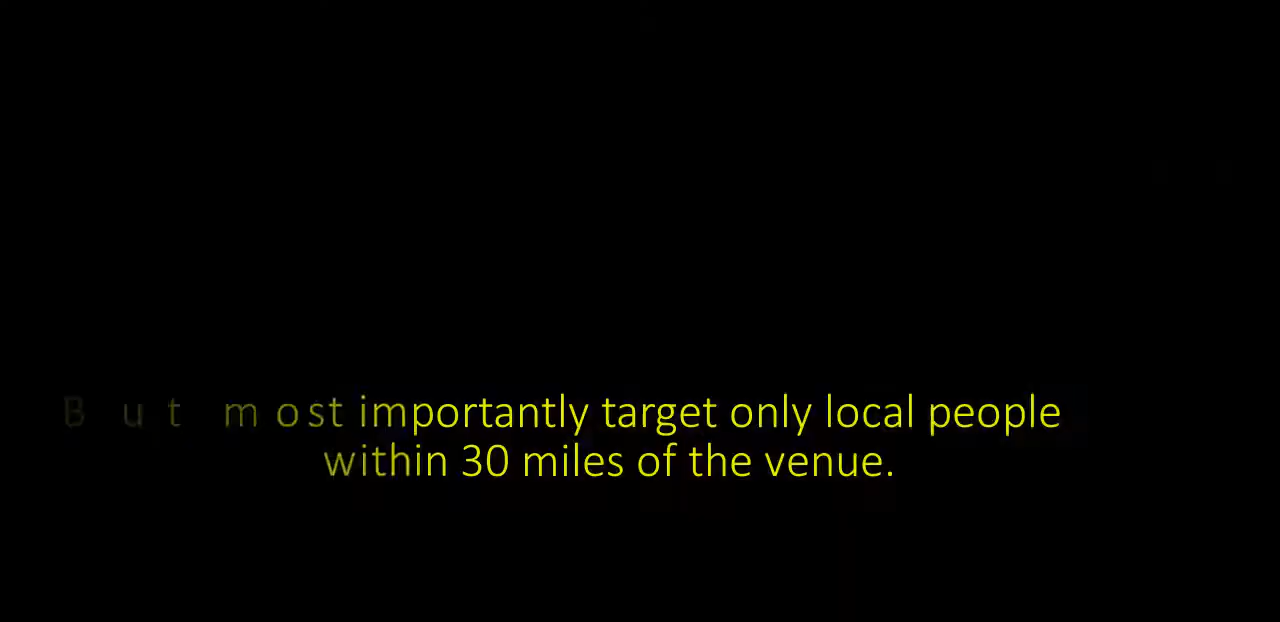 But most importantly target only local people
within 30 miles of the venue.